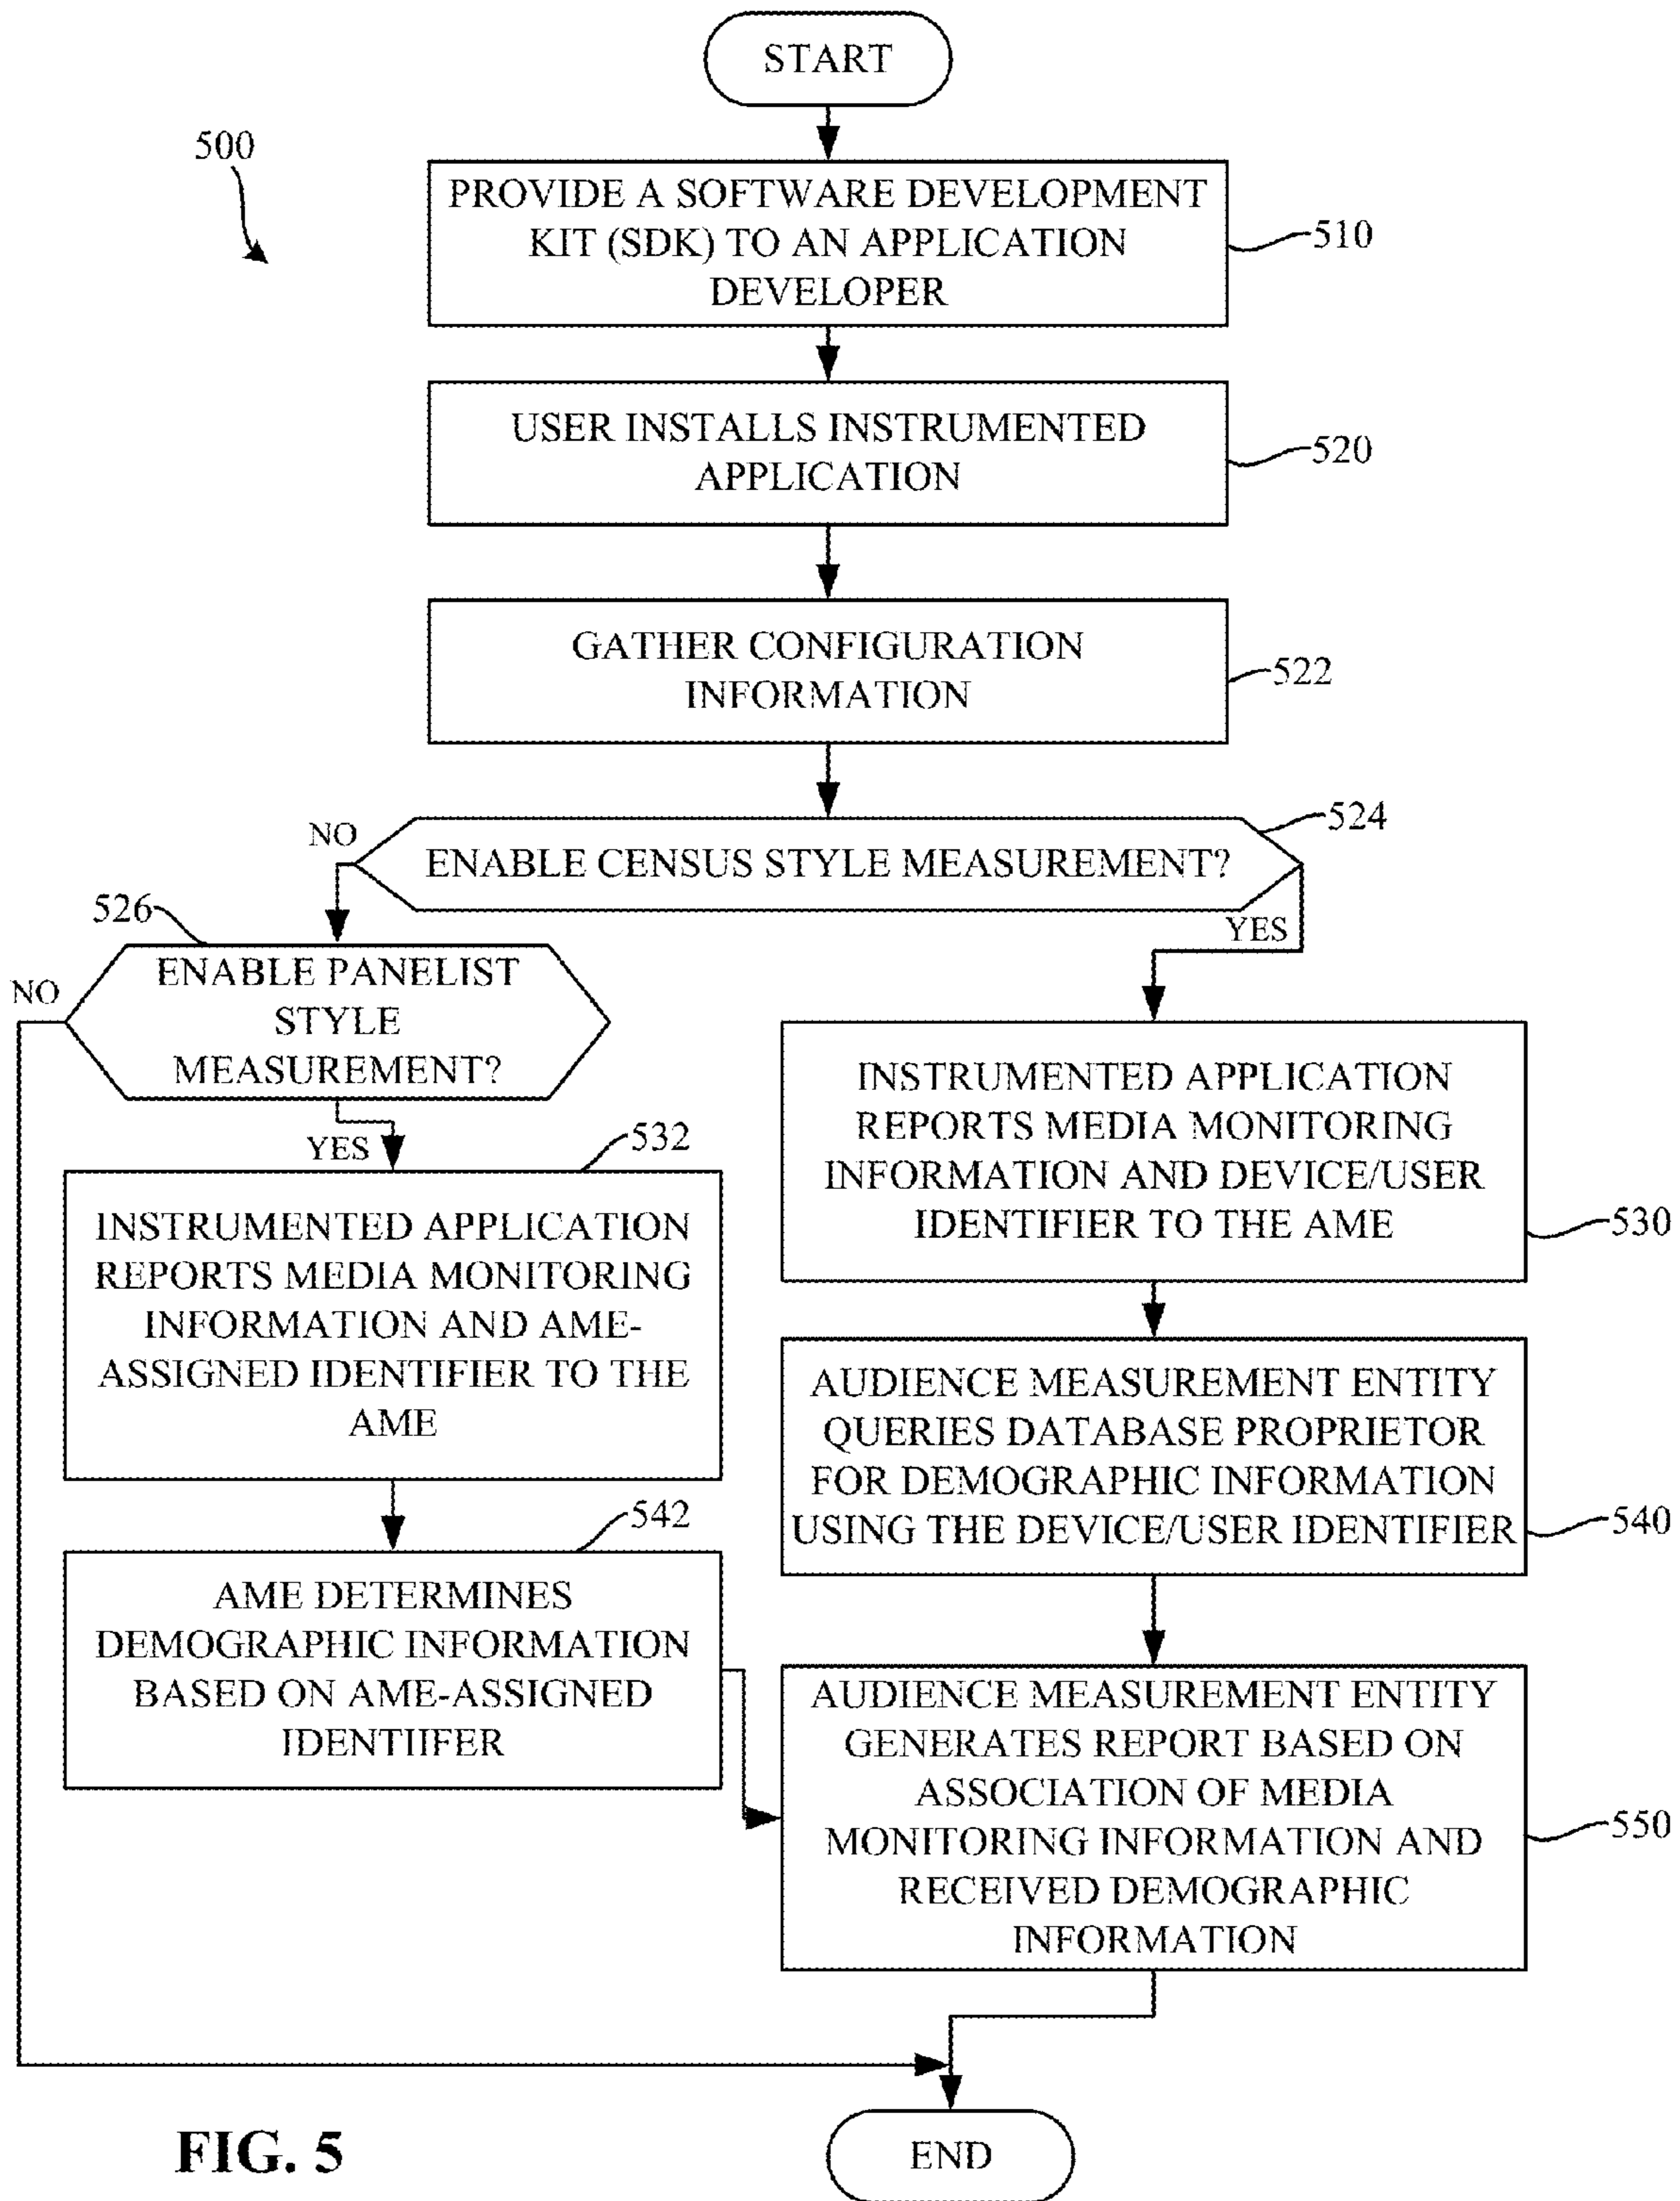 START
500
PROVIDE A SOFTWARE DEVELOPMENT
KIT (SDK) TO AN APPLICATION
DEVELOPER
510
USER INSTALLS INSTRUMENTED
APPLICATION
520
GATHER CONFIGURATION
INFORMATION
522
524
NO
ENABLE CENSUS STYLE MEASUREMENT?
YES
526
NO
ENABLE PANELIST
STYLE
MEASUREMENT?
YES
532
INSTRUMENTED APPLICATION
REPORTS MEDIA MONITORING
INFORMATION AND AME-
ASSIGNED IDENTIFIER TO THE
AME
INSTRUMENTED APPLICATION
REPORTS MEDIA MONITORING
INFORMATION AND DEVICE/USER
IDENTIFIER TO THE AME
530
542
AME DETERMINES
DEMOGRAPHIC INFORMATION
BASED ON AME-ASSIGNED
IDENTIIFER
AUDIENCE MEASUREMENT ENTITY
QUERIES DATABASE PROPRIETOR
FOR DEMOGRAPHIC INFORMATION
USING THE DEVICE/USER IDENTIFIER
540
AUDIENCE MEASUREMENT ENTITY
GENERATES REPORT BASED ON
ASSOCIATION OF MEDIA
MONITORING INFORMATION AND
RECEIVED DEMOGRAPHIC
INFORMATION
550
END
FIG. 5